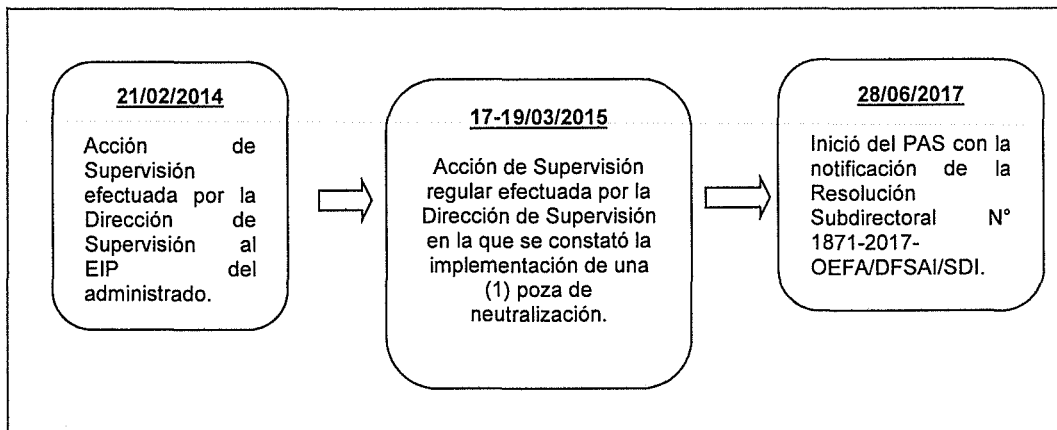 21/02/2014
Acción de
Supervisión
efectuada por la
Dirección de
Supervisión al
EIP del
administrado.
17-19/03/2015
Acción de Supervisión
regular efectuada por la
Dirección de Supervisión
en la que se constató la
implementación de una
(1) poza de
neutralización.
28/06/2017
Inició del PAS con la
notificación de la
Resolución
Subdirectoral N°
1871-2017-
OEFA/DFSAI/SDI.